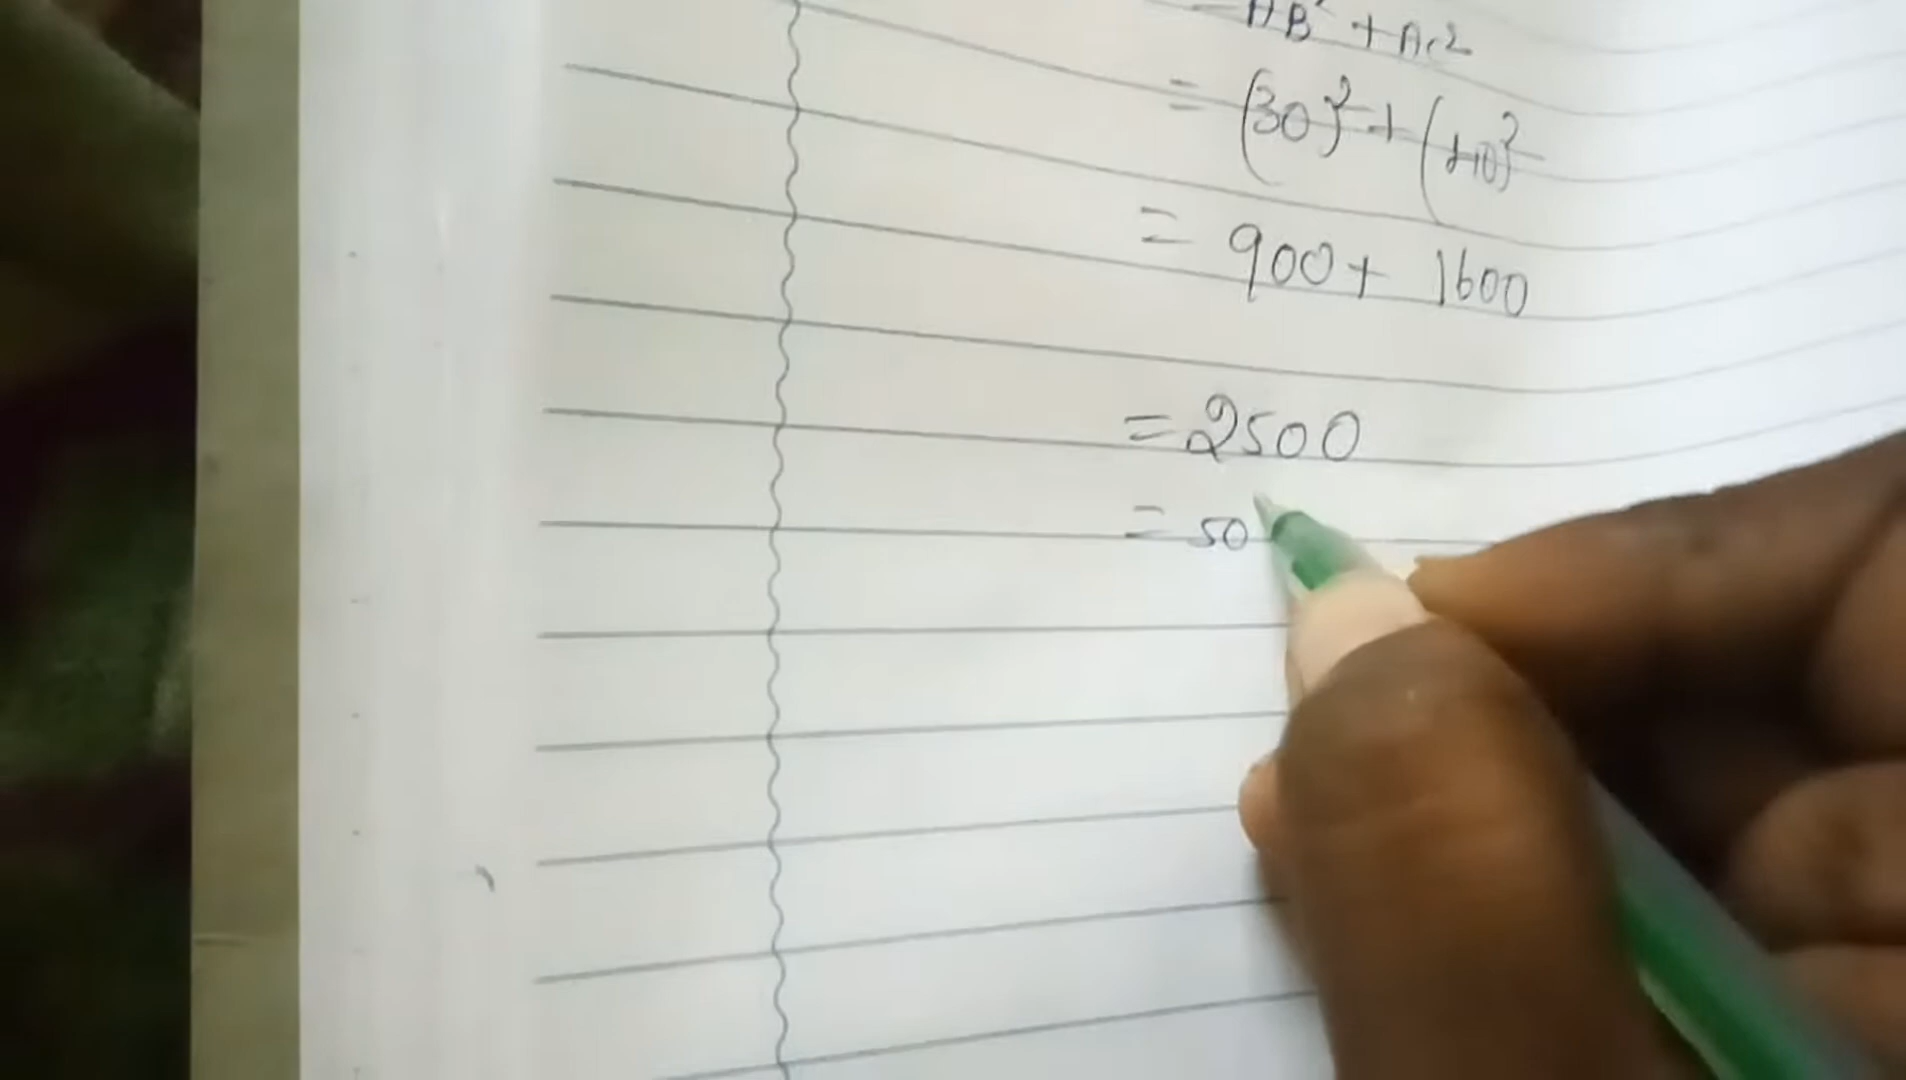 = AB² + AC²
= (30)² + (40)²
= 900 + 1600
= 2500
= 50